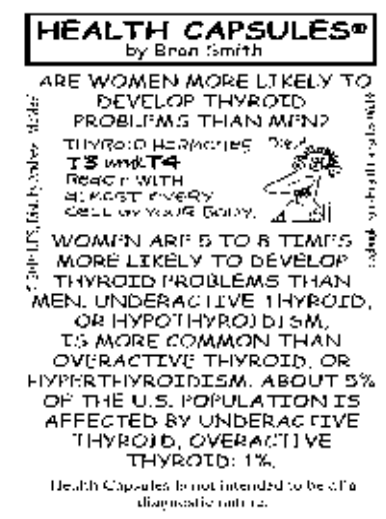 HEALTH CAPSULES®
by Bron Smith
ARE WOMEN MORE LIKELY TO
DEVELOP THYROID
PROBLEMS THAN MEN?
THYROID HORMONES
T3 and T4
REACT WITH
ALMOST EVERY
CELL IN YOUR BODY.
WOMEN ARE 5 TO 8 TIMES
MORE LIKELY TO DEVELOP
THYROID PROBLEMS THAN
MEN. UNDERACTIVE THYROID,
OR HYPOTHYROIDISM,
IS MORE COMMON THAN
OVERACTIVE THYROID, OR
HYPERTHYROIDISM. ABOUT 5%
OF THE U.S. POPULATION IS
AFFECTED BY UNDERACTIVE
THYROID, OVERACTIVE
THYROID: 1%.
Health Capsules is not intended to be of a
diagnostic nature.